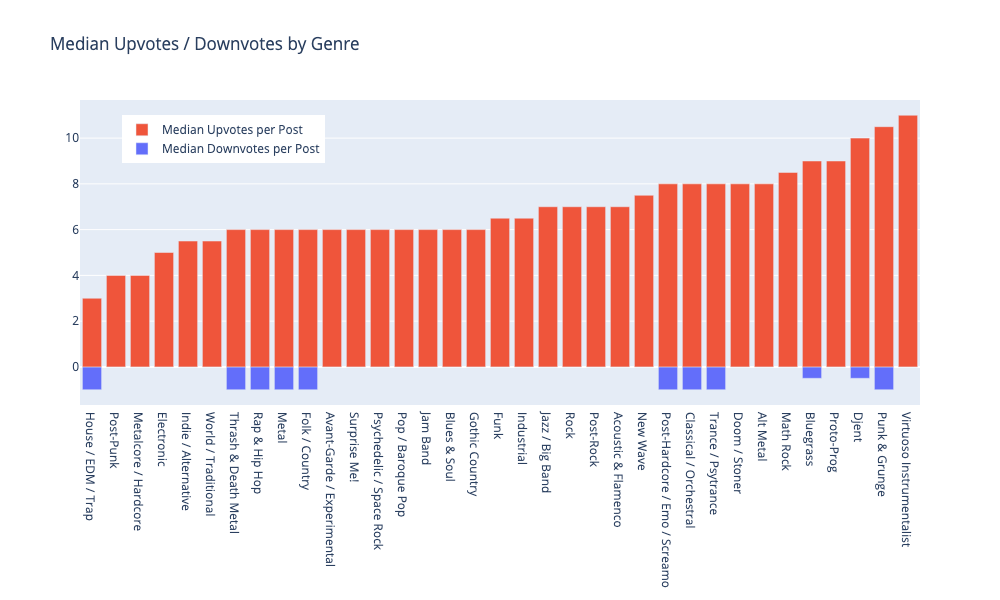 Median Upvotes / Downvotes by Genre
Median Upvotes per Post
Median Downvotes per Post
10
8
6
4
2
0
House / EDM / Trap
Post-Punk
Metalcore / Hardcore
Electronic
Indie / Alternative
World / Traditional
Thrash & Death Metal
Rap & Hip Hop
Metal
Folk / Country
Avant-Garde / Experimental
Surprise Me!
Psychedelic / Space Rock
Pop / Baroque Pop
Jam Band
Blues & Soul
Gothic Country
Funk
Industrial
Jazz / Big Band
Rock
Post-Rock
Acoustic & Flamenco
New Wave
Post-Hardcore / Emo / Screamo
Classical / Orchestral
Trance / Psytrance
Doom / Stoner
Alt Metal
Math Rock
Bluegrass
Proto-Prog
Djent
Punk & Grunge
Virtuoso Instrumentalist